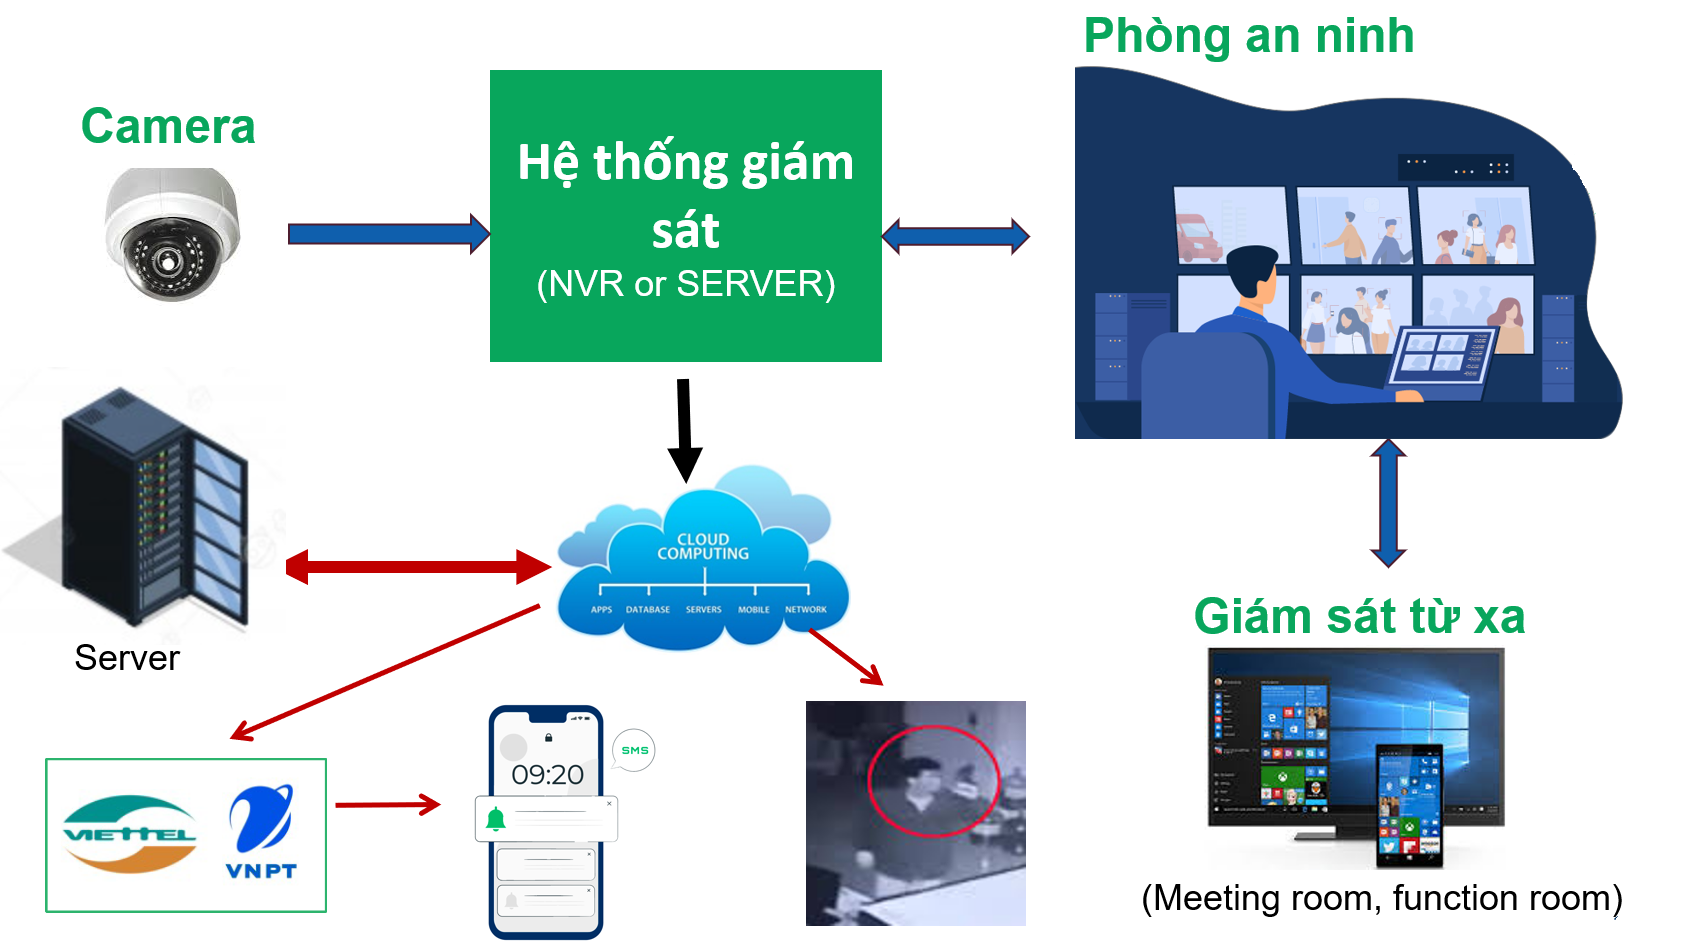 Phòng an ninh
Camera
Hệ thống giám
sát
(NVR or SERVER)
CLOUD
COMPUTING
APPS DATABASE SERVERS MOBILE NETWORK
Server
Giám sát từ xa
SMS
09:20
VIETTEL
VNPT
(Meeting room, function room)